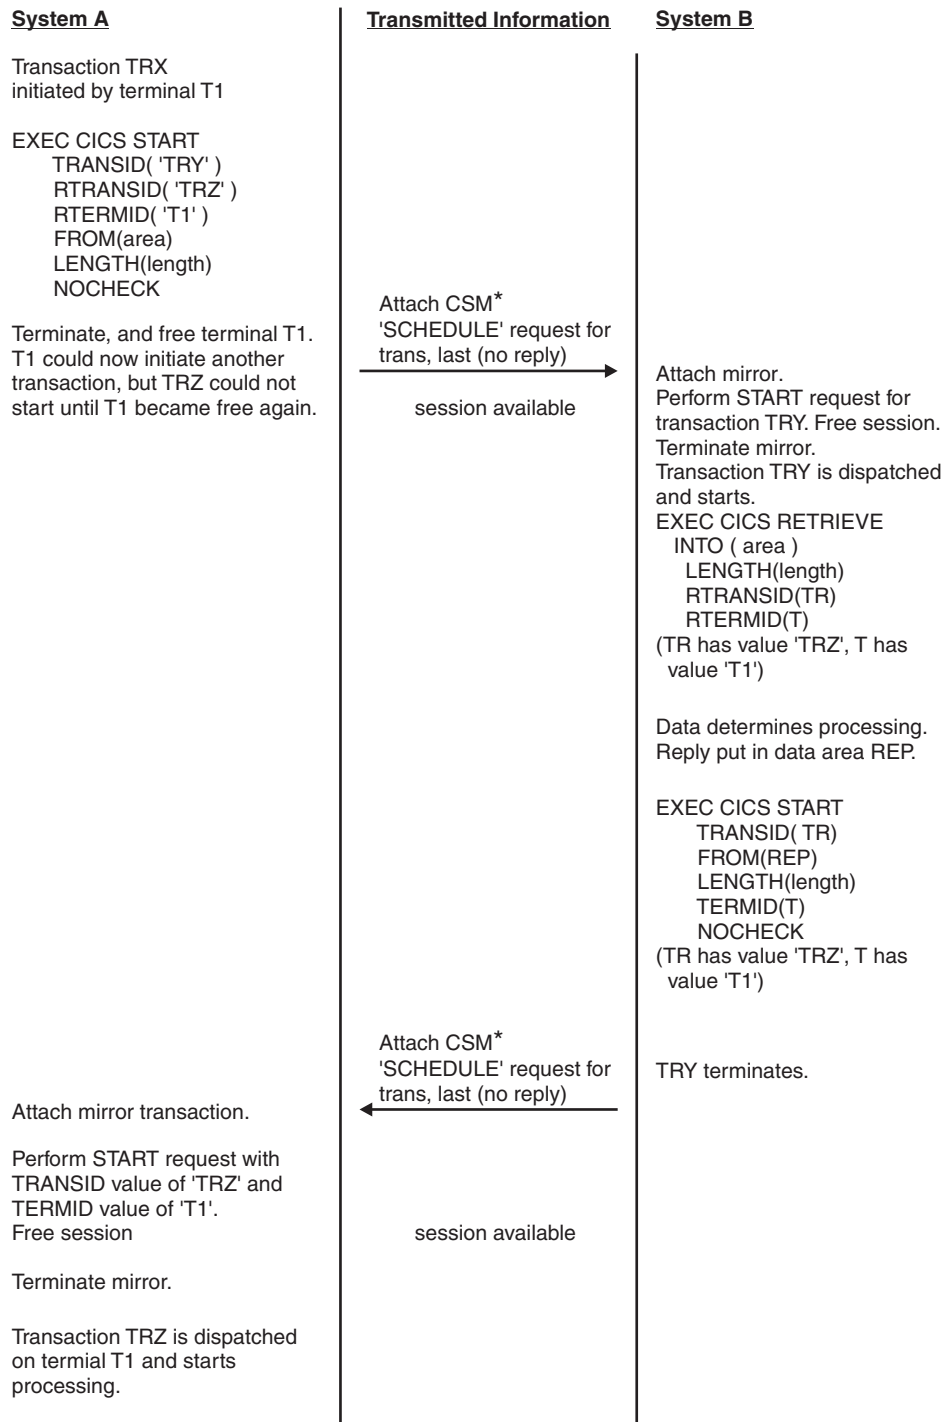 System A
Transmitted Information
System B
Transaction TRX
initiated by terminal T1
EXEC CICS START
TRANSID( 'TRY' )
RTRANSID( 'TRZ' )
RTERMID( 'T1' )
FROM(area)
LENGTH(length)
NOCHECK
Terminate, and free terminal T1.
T1 could now initiate another
transaction, but TRZ could not
start until T1 became free again.
Attach CSM*
'SCHEDULE' request for
trans, last (no reply)
session available
Attach mirror.
Perform START request for
transaction TRY. Free session.
Terminate mirror.
Transaction TRY is dispatched
and starts.
EXEC CICS RETRIEVE
INTO ( area )
LENGTH(length)
RTRANSID(TR)
RTERMID(T)
(TR has value 'TRZ', T has
value 'T1')
Data determines processing.
Reply put in data area REP.
EXEC CICS START
TRANSID( TR)
FROM(REP)
LENGTH(length)
TERMID(T)
NOCHECK
(TR has value 'TRZ', T has
value 'T1')
Attach CSM*
'SCHEDULE' request for
trans, last (no reply)
TRY terminates.
Attach mirror transaction.
Perform START request with
TRANSID value of 'TRZ' and
TERMID value of 'T1'.
Free session
session available
Terminate mirror.
Transaction TRZ is dispatched
on termial T1 and starts
processing.